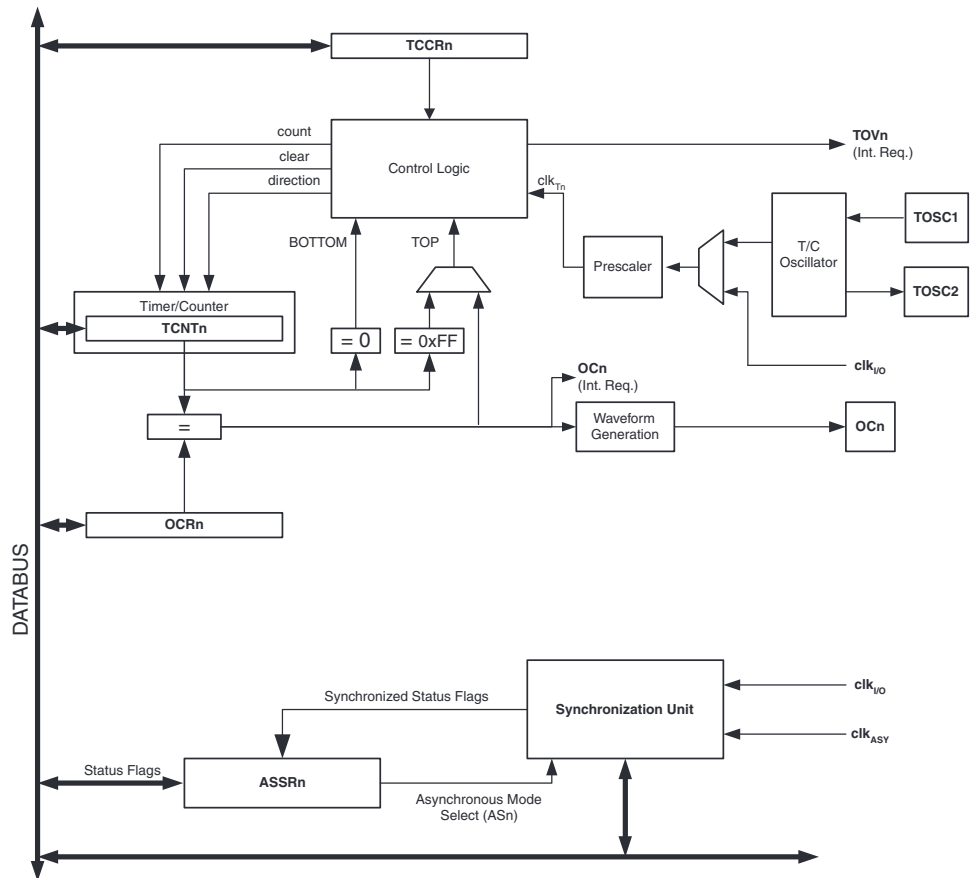 TCCRn
count
clear
direction
Control Logic
clkTn
TOVn
(Int. Req.)
BOTTOM
TOP
Prescaler
T/C
Oscillator
TOSC1
TOSC2
Timer/Counter
TCNTn
= 0
= 0xFF
OCn
(Int. Req.)
clkI/O
=
Waveform
Generation
OCn
OCRn
DATABUS
Synchronized Status Flags
Synchronization Unit
clkI/O
clkASY
Status Flags
ASSRn
Asynchronous Mode
Select (ASn)